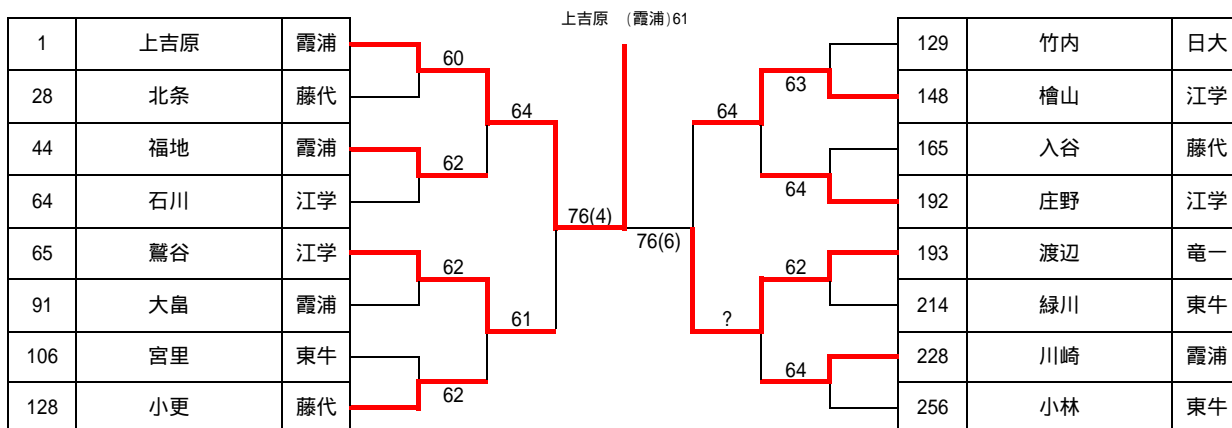 上吉原 （霞浦）61
1 上吉原 霞浦
28 北条 藤代
44 福地 霞浦
64 石川 江学
65 鷲谷 江学
91 大畠 霞浦
106 宮里 東牛
128 小更 藤代
60
62
62
62
64
61
76(4)
76(6)
64
?
63
64
62
64
129 竹内 日大
148 檜山 江学
165 入谷 藤代
192 庄野 江学
193 渡辺 竜一
214 緑川 東牛
228 川崎 霞浦
256 小林 東牛